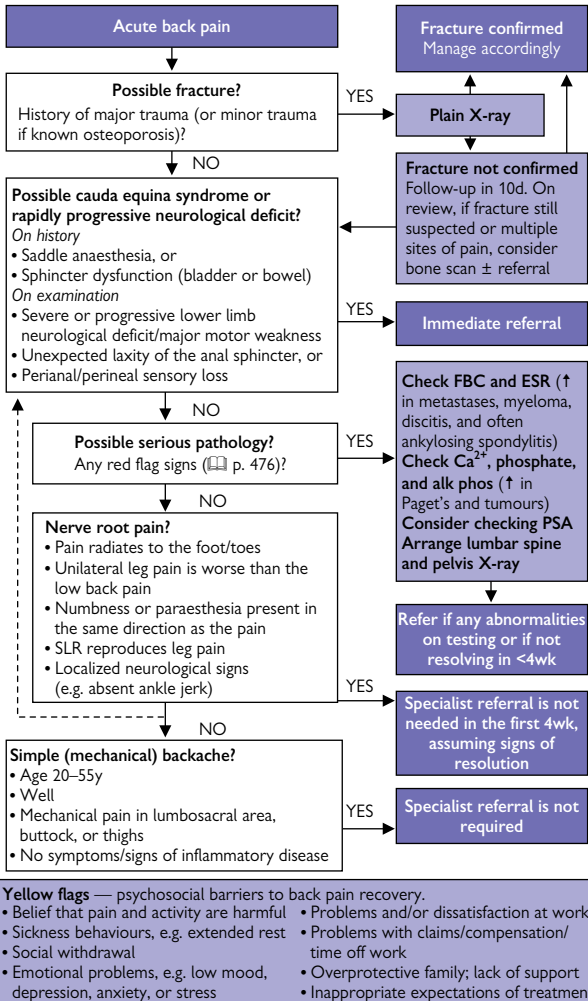 Acute back pain
Fracture confirmed
Manage accordingly
Possible fracture?
History of major trauma (or minor trauma
if known osteoporosis)?
YES
Plain X-ray
NO
Fracture not confirmed
Follow-up in 10d. On
review, if fracture still
suspected or multiple
sites of pain, consider
bone scan ± referral
Possible cauda equina syndrome or
rapidly progressive neurological deficit?
On history
• Saddle anaesthesia, or
• Sphincter dysfunction (bladder or bowel)
On examination
• Severe or progressive lower limb
neurological deficit/major motor weakness
• Unexpected laxity of the anal sphincter, or
• Perianal/perineal sensory loss
YES
Immediate referral
NO
Possible serious pathology?
Any red flag signs (📖 p. 476)?
YES
Check FBC and ESR (↑
in metastases, myeloma,
discitis, and often
ankylosing spondylitis)
Check Ca²⁺, phosphate,
and alk phos (↑ in
Paget's and tumours)
Consider checking PSA
Arrange lumbar spine
and pelvis X-ray
Refer if any abnormalities
on testing or if not
resolving in <4wk
NO
Nerve root pain?
• Pain radiates to the foot/toes
• Unilateral leg pain is worse than the
low back pain
• Numbness or paraesthesia present in
the same direction as the pain
• SLR reproduces leg pain
• Localized neurological signs
(e.g. absent ankle jerk)
YES
Specialist referral is not
needed in the first 4wk,
assuming signs of
resolution
NO
Simple (mechanical) backache?
• Age 20–55y
• Well
• Mechanical pain in lumbosacral area,
buttock, or thighs
• No symptoms/signs of inflammatory disease
YES
Specialist referral is not
required
Yellow flags — psychosocial barriers to back pain recovery.
• Belief that pain and activity are harmful
• Sickness behaviours, e.g. extended rest
• Social withdrawal
• Emotional problems, e.g. low mood,
depression, anxiety, or stress
• Problems and/or dissatisfaction at work
• Problems with claims/compensation/
time off work
• Overprotective family; lack of support
• Inappropriate expectations of treatmen